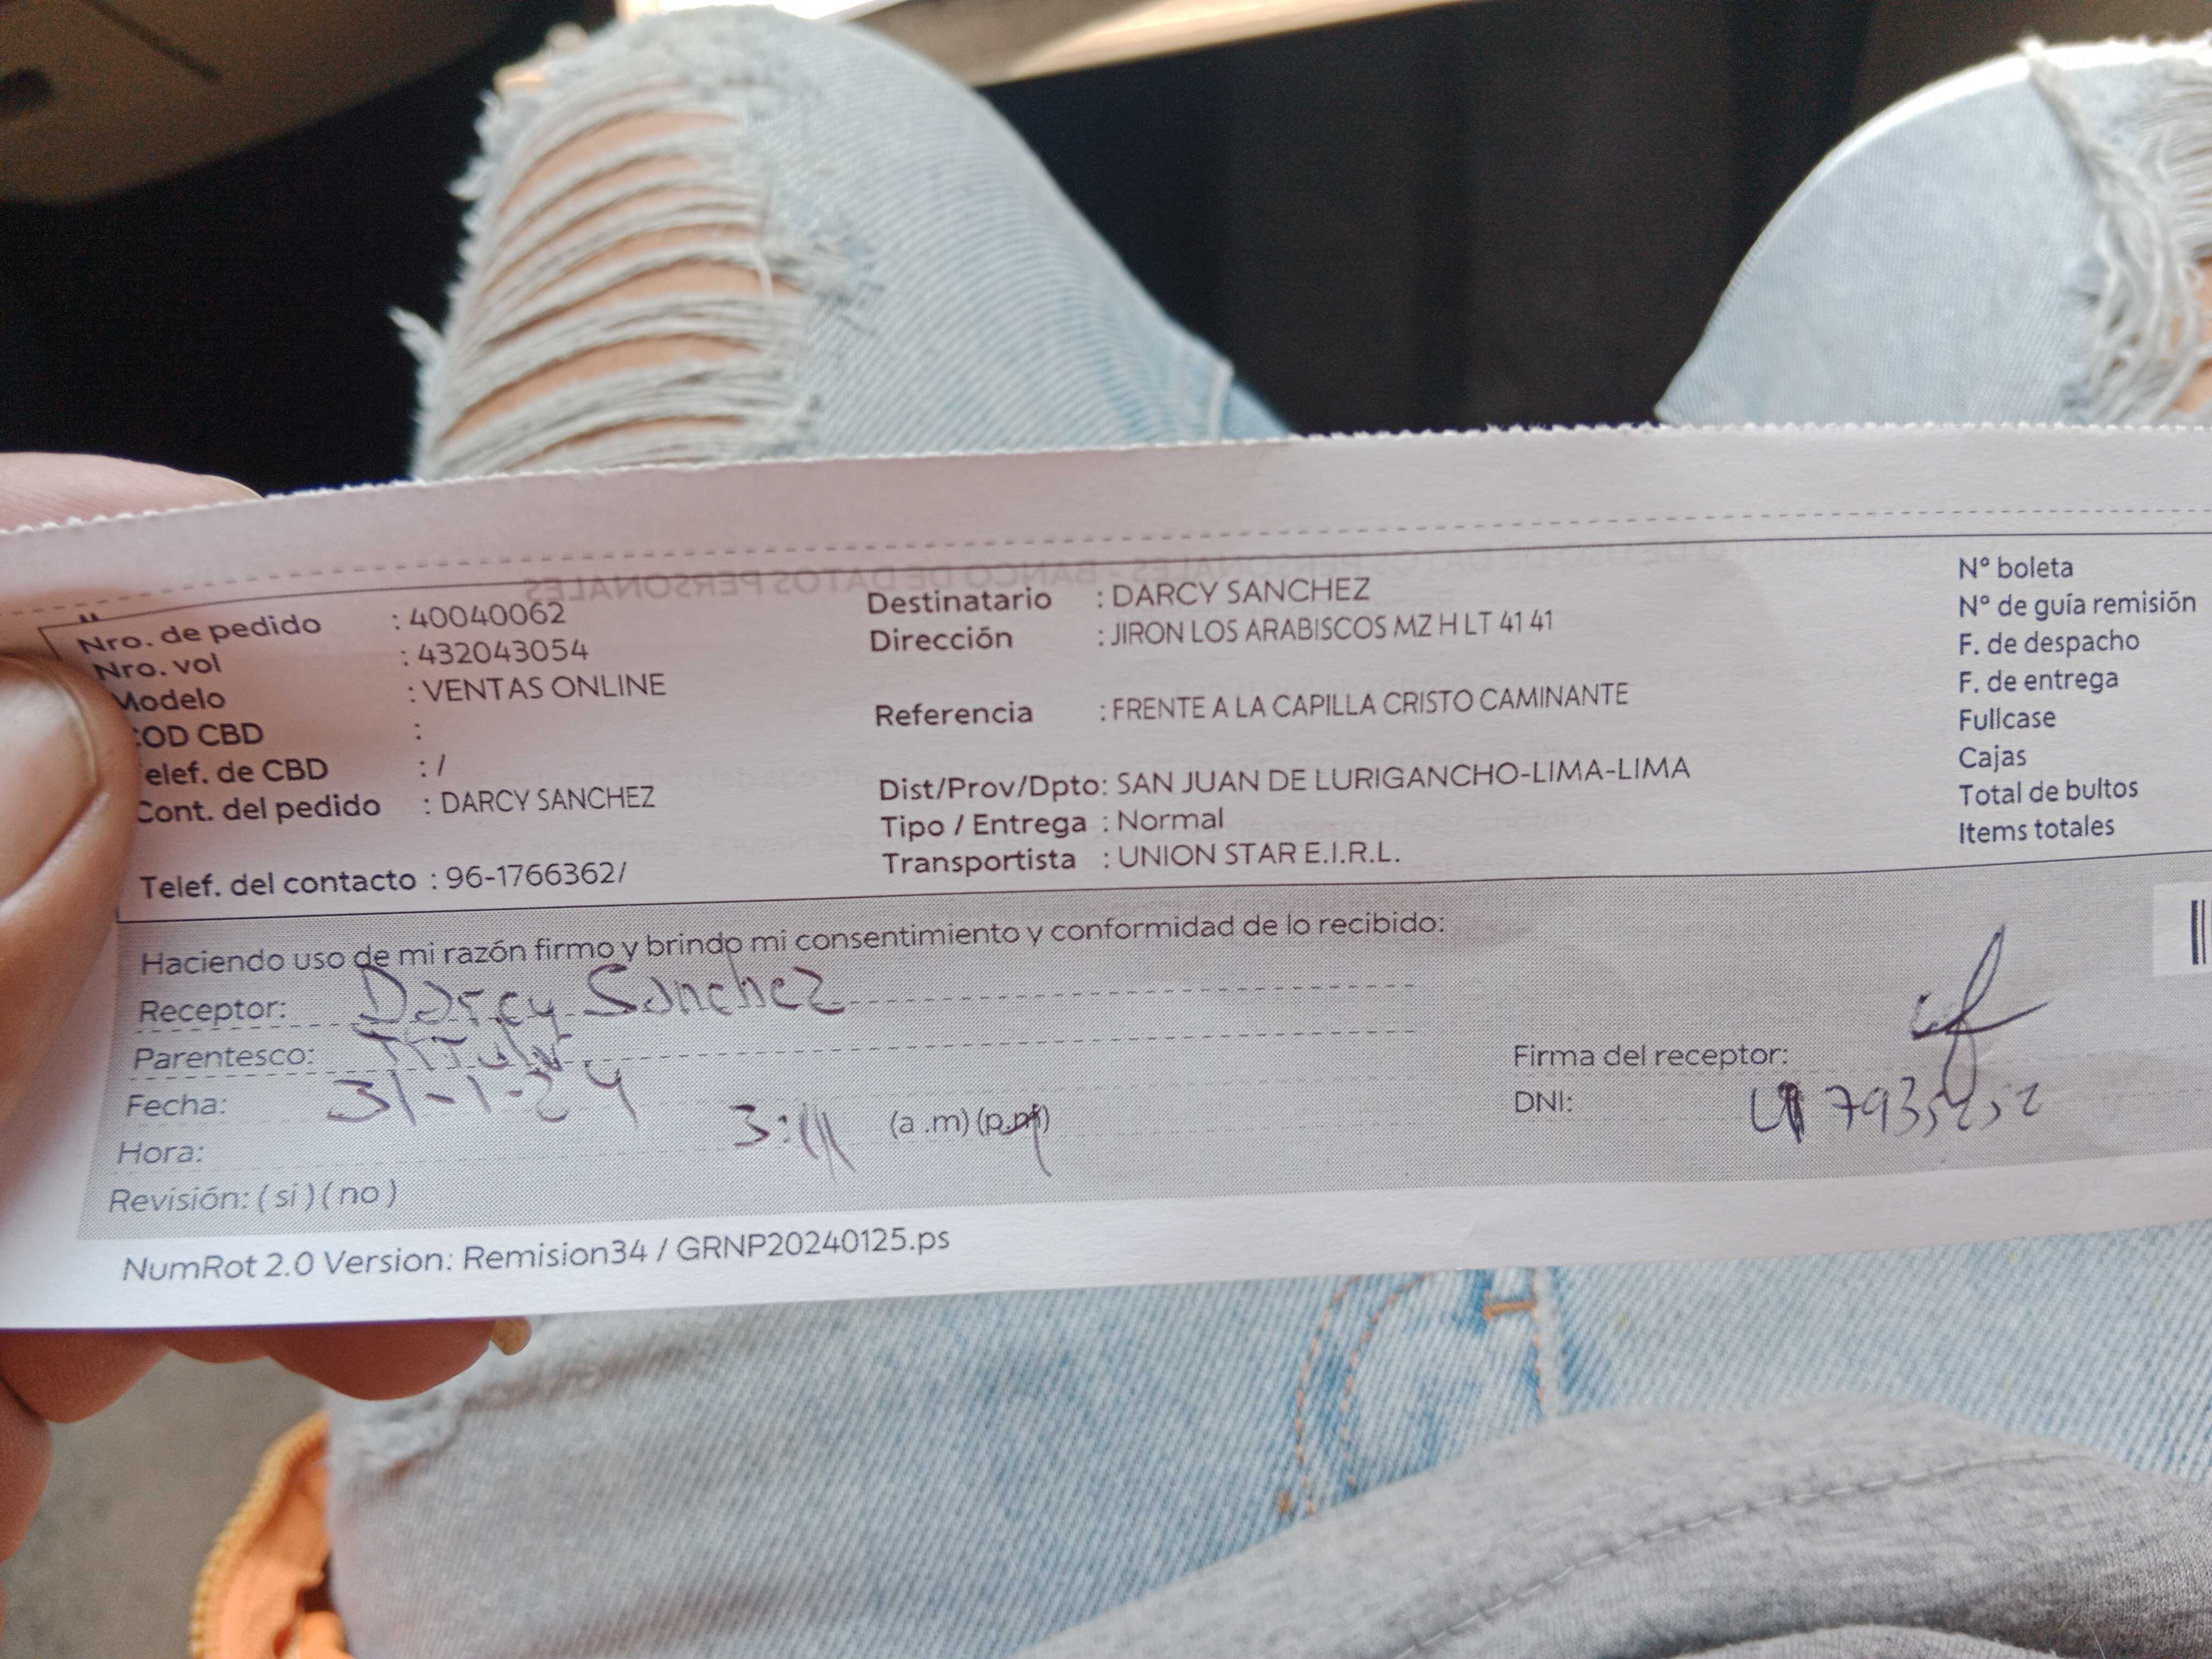 Nro. de pedido : 40040062
Nro. vol : 432043054
Modelo : VENTAS ONLINE
COD CBD :
Telef. de CBD : /
Cont. del pedido : DARCY SANCHEZ
Telef. del contacto : 96-1766362/
Destinatario : DARCY SANCHEZ
Dirección : JIRON LOS ARABISCOS MZ H LT 41 41
Referencia : FRENTE A LA CAPILLA CRISTO CAMINANTE
Dist/Prov/Dpto: SAN JUAN DE LURIGANCHO-LIMA-LIMA
Tipo / Entrega : Normal
Transportista : UNION STAR E.I.R.L.
N° boleta
N° de guía remisión
F. de despacho
F. de entrega
Fullcase
Cajas
Total de bultos
Items totales
Haciendo uso de mi razón firmo y brindo mi consentimiento y conformidad de lo recibido:
Receptor: Darcy Sanchez
Parentesco: Titular
Fecha: 31-1-24
Hora: (a .m) (p.m)
Revisión: ( si ) ( no )
Firma del receptor:
DNI:
NumRot 2.0 Version: Remision34 / GRNP20240125.ps